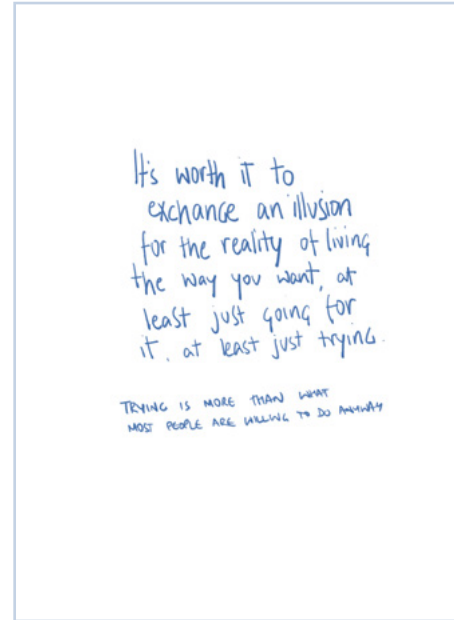 It's worth it to
exchange an illusion
for the reality of living
the way you want, at
least just going for
it, at least just trying.
TRYING IS MORE THAN WHAT
MOST PEOPLE ARE WILLING TO DO ANYWAY